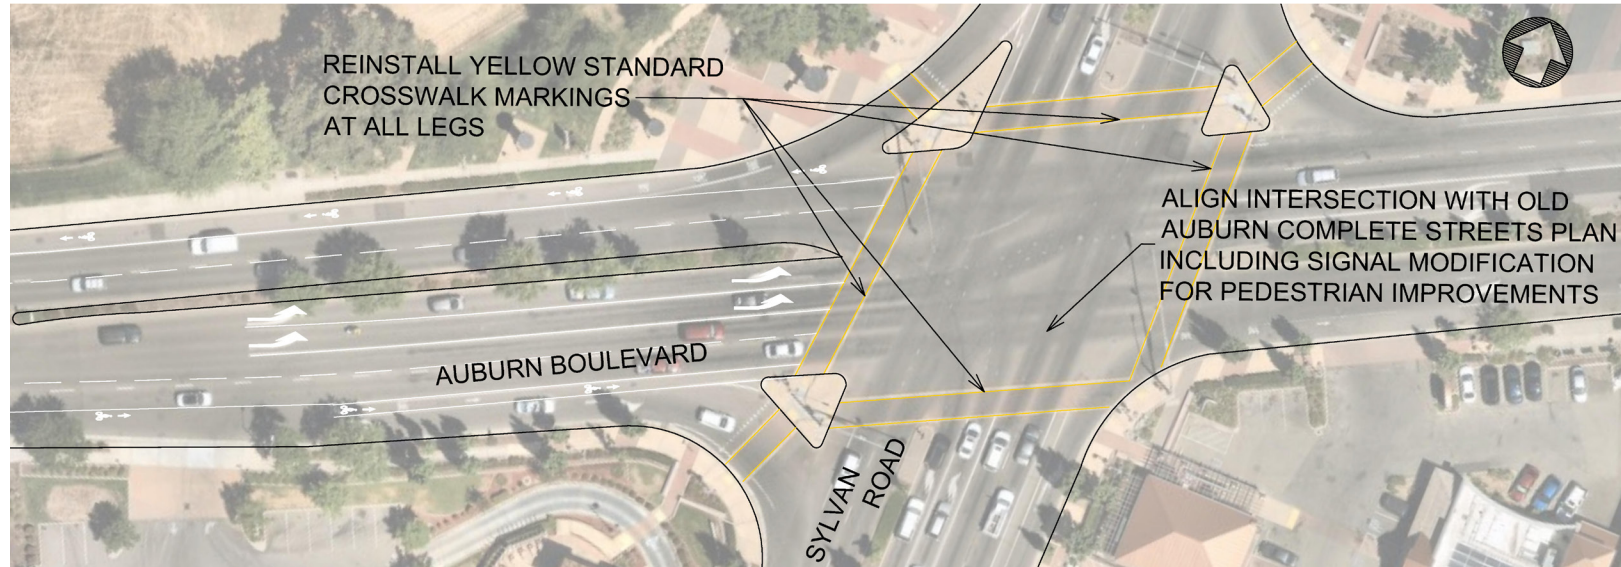 REINSTALL YELLOW STANDARD
CROSSWALK MARKINGS
AT ALL LEGS
ALIGN INTERSECTION WITH OLD
AUBURN COMPLETE STREETS PLAN
INCLUDING SIGNAL MODIFICATION
FOR PEDESTRIAN IMPROVEMENTS
AUBURN BOULEVARD
SYLVAN
ROAD